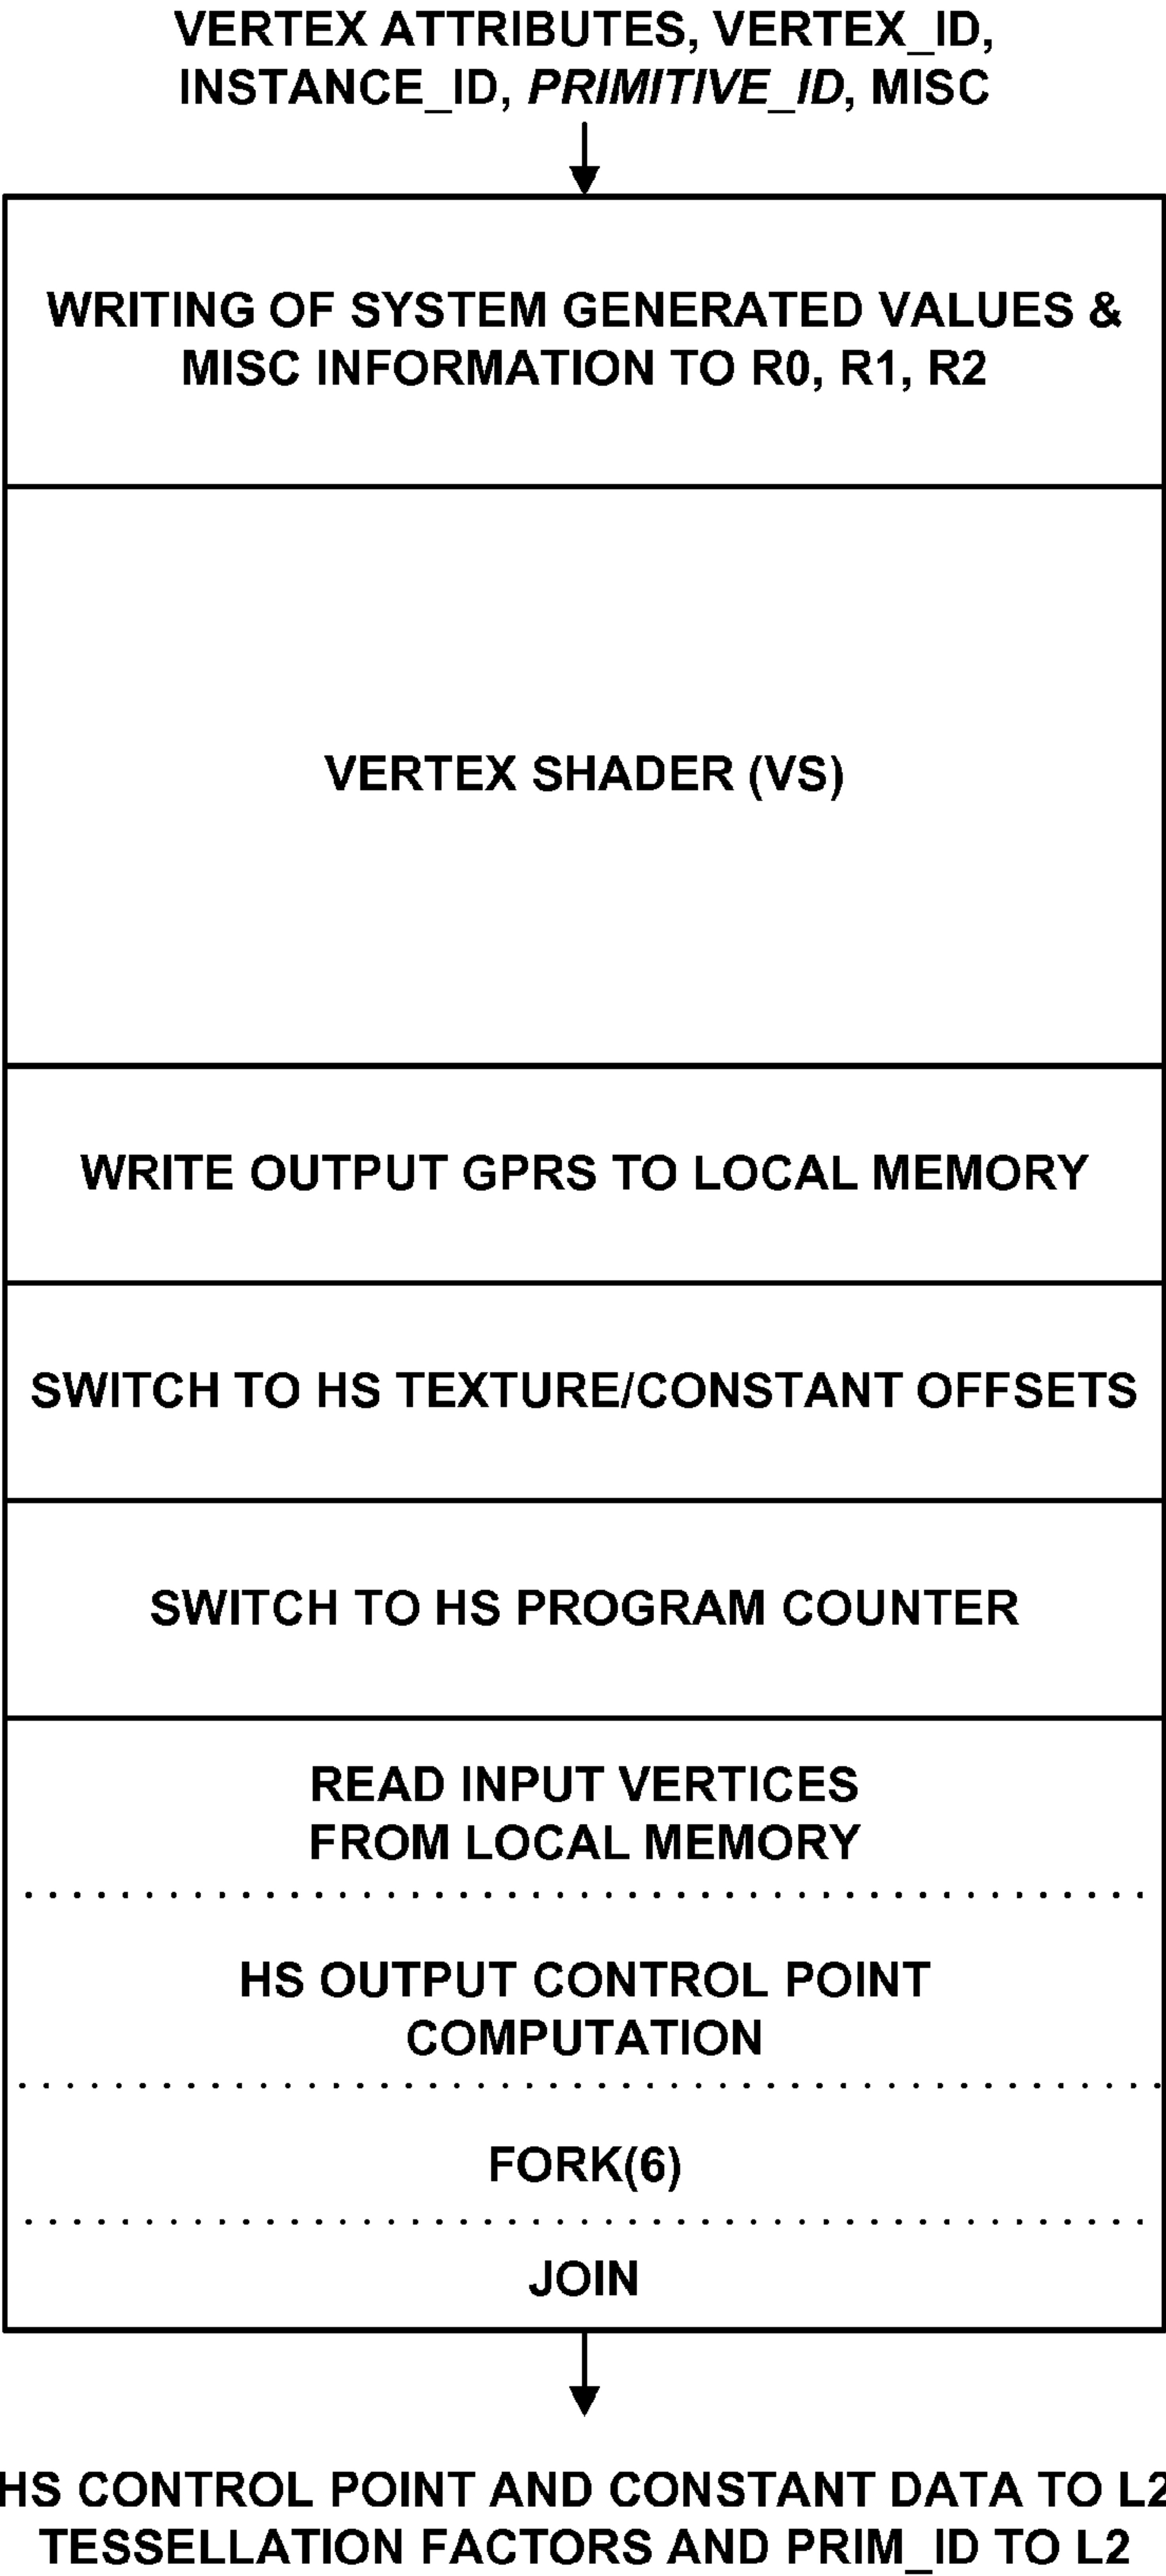 VERTEX ATTRIBUTES, VERTEX_ID,
INSTANCE_ID, PRIMITIVE_ID, MISC
WRITING OF SYSTEM GENERATED VALUES &
MISC INFORMATION TO R0, R1, R2
VERTEX SHADER (VS)
WRITE OUTPUT GPRS TO LOCAL MEMORY
SWITCH TO HS TEXTURE/CONSTANT OFFSETS
SWITCH TO HS PROGRAM COUNTER
READ INPUT VERTICES
FROM LOCAL MEMORY
HS OUTPUT CONTROL POINT
COMPUTATION
FORK(6)
JOIN
HS CONTROL POINT AND CONSTANT DATA TO L2
TESSELLATION FACTORS AND PRIM_ID TO L2